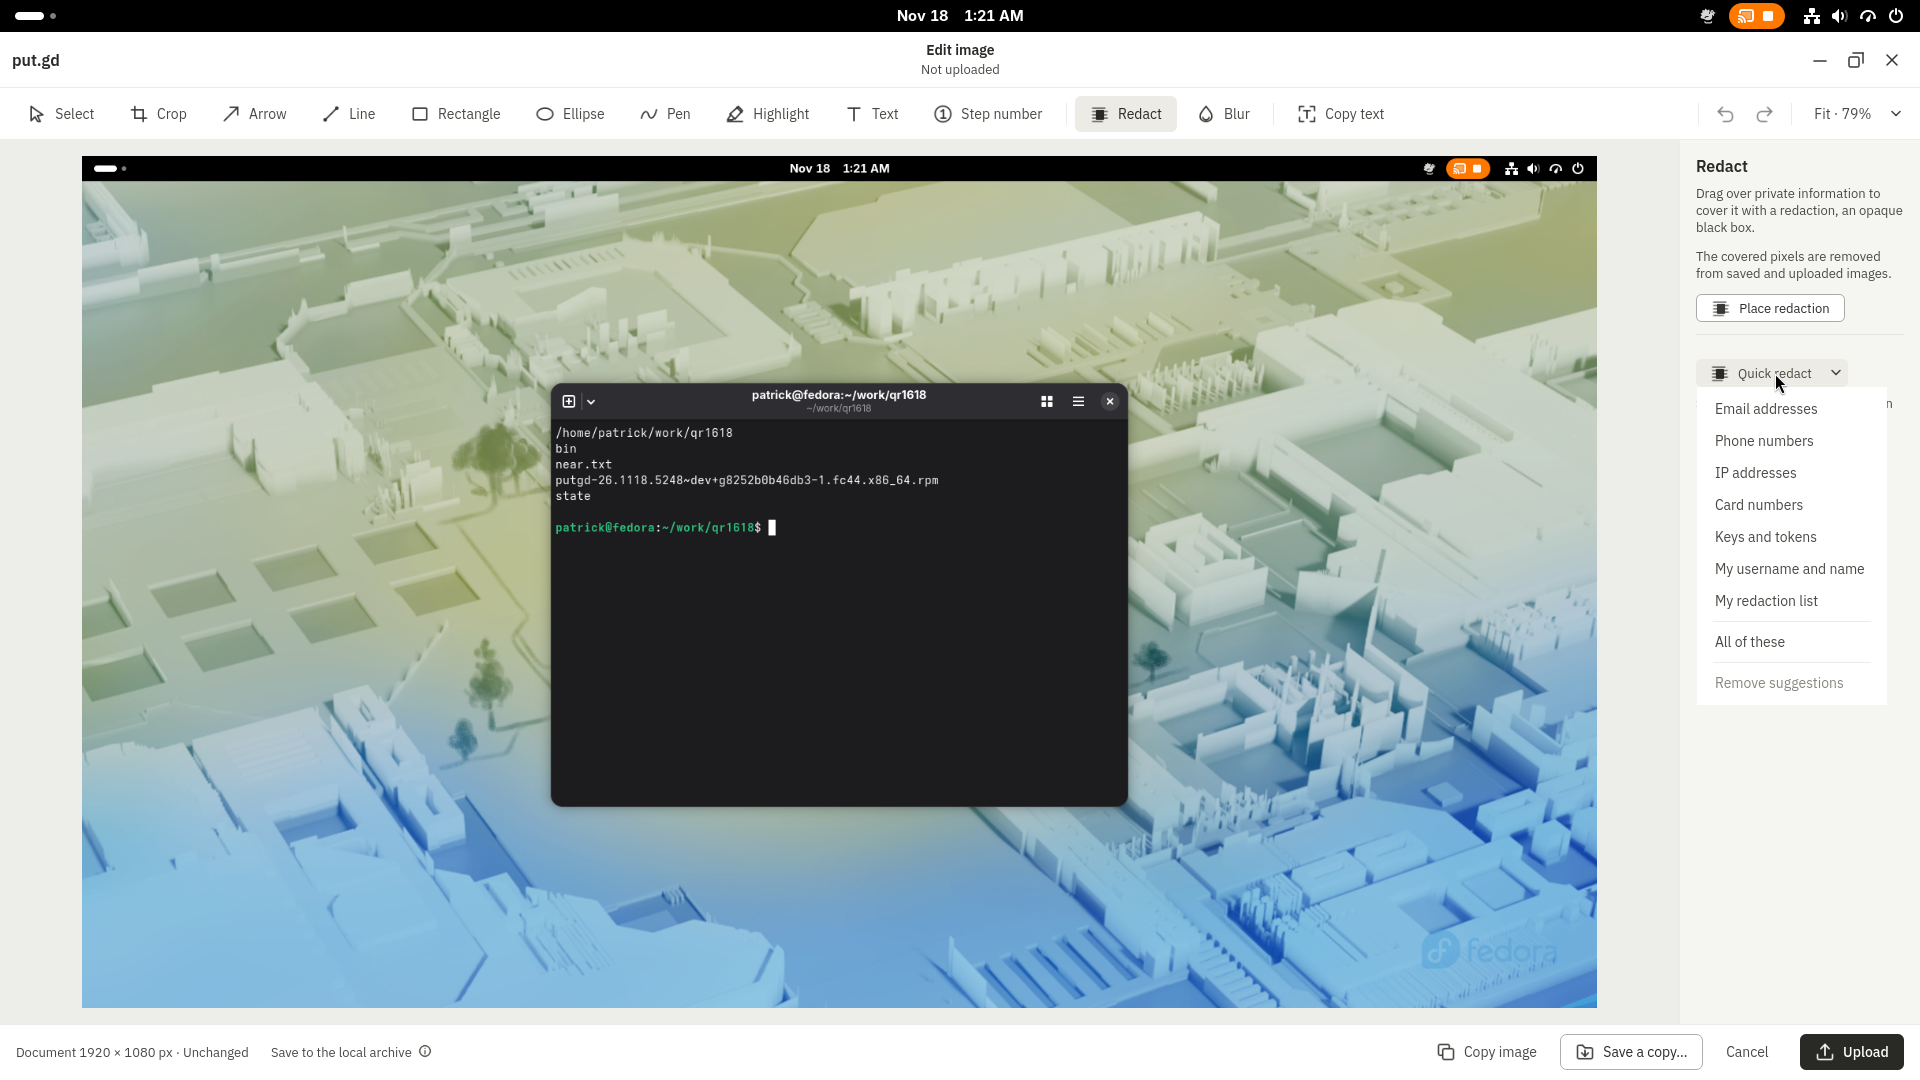 Nov 18 1:21 AM
put.gd
Edit image
Not uploaded
Select Crop Arrow Line Rectangle Ellipse Pen Highlight Text 1 Step number Redact Blur Copy text Fit · 79%
Nov 18 1:21 AM
patrick@fedora:~/work/qr1618
~/work/qr1618
/home/patrick/work/qr1618
bin
near.txt
putgd-26.1118.5248~dev+g8252b0b46db3-1.fc44.x86_64.rpm
state
patrick@fedora:~/work/qr1618$
fedora
Redact
Drag over private information to
cover it with a redaction, an opaque
black box.
The covered pixels are removed
from saved and uploaded images.
Place redaction
Quick redact
Email addresses
Phone numbers
IP addresses
Card numbers
Keys and tokens
My username and name
My redaction list
All of these
Remove suggestions
Document 1920 × 1080 px · Unchanged Save to the local archive Copy image Save a copy... Cancel Upload